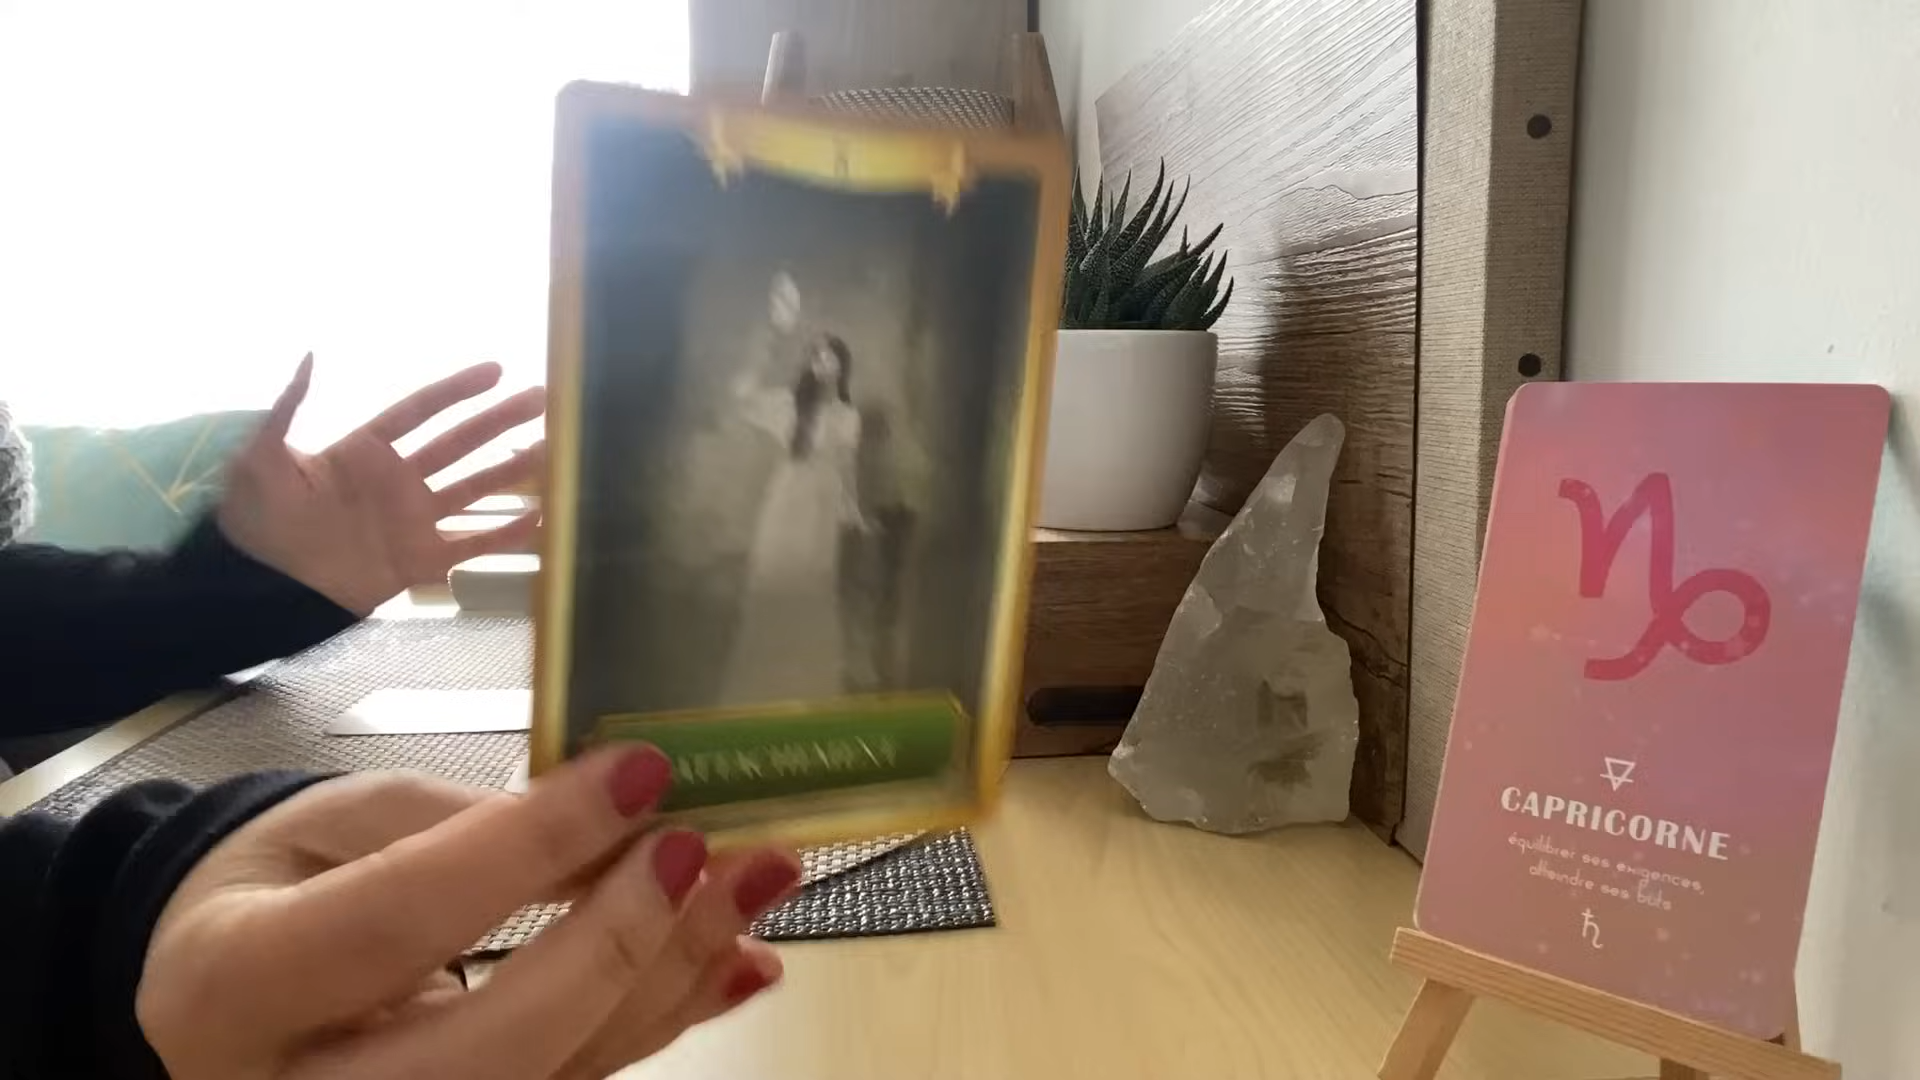 CAPRICORNE
équilibrer ses exigences,
atteindre ses buts